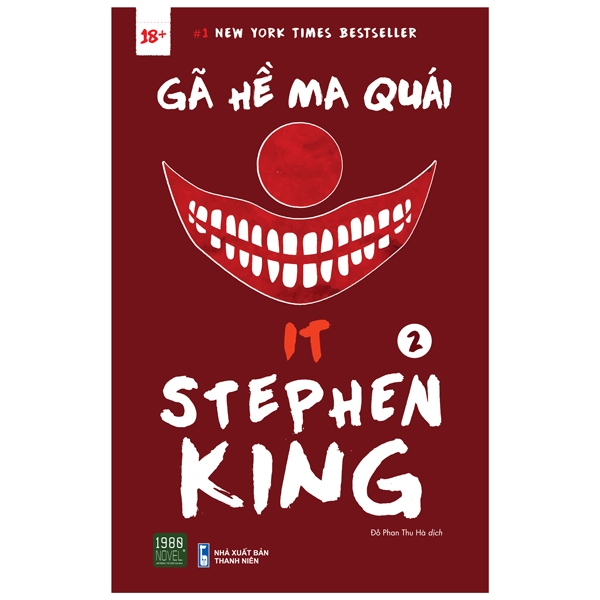 18+
#1 NEW YORK TIMES BESTSELLER
GÃ HỀ MA QUÁI
IT
2
STEPHEN
KING
Đỗ Phan Thu Hà dịch
1980
NOVEL
NHÀ XUẤT BẢN
THANH NIÊN